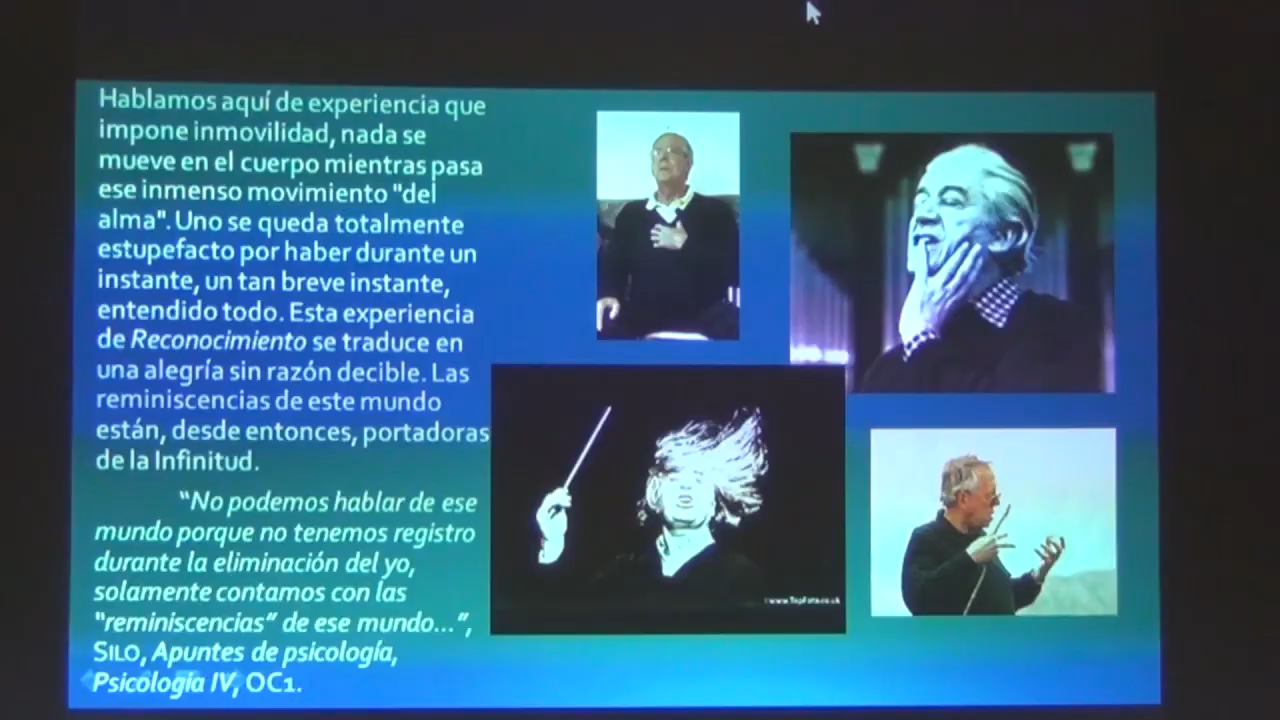 Hablamos aquí de experiencia que
impone inmovilidad, nada se
mueve en el cuerpo mientras pasa
ese inmenso movimiento "del
alma". Uno se queda totalmente
estupefacto por haber durante un
instante, un tan breve instante,
entendido todo. Esta experiencia
de Reconocimiento se traduce en
una alegría sin razón decible. Las
reminiscencias de este mundo
están, desde entonces, portadoras
de la Infinitud.
“No podemos hablar de ese
mundo porque no tenemos registro
durante la eliminación del yo,
solamente contamos con las
“reminiscencias” de ese mundo...”,
SILO, Apuntes de psicología,
Psicología IV, OC1.
www.TopFoto.co.uk